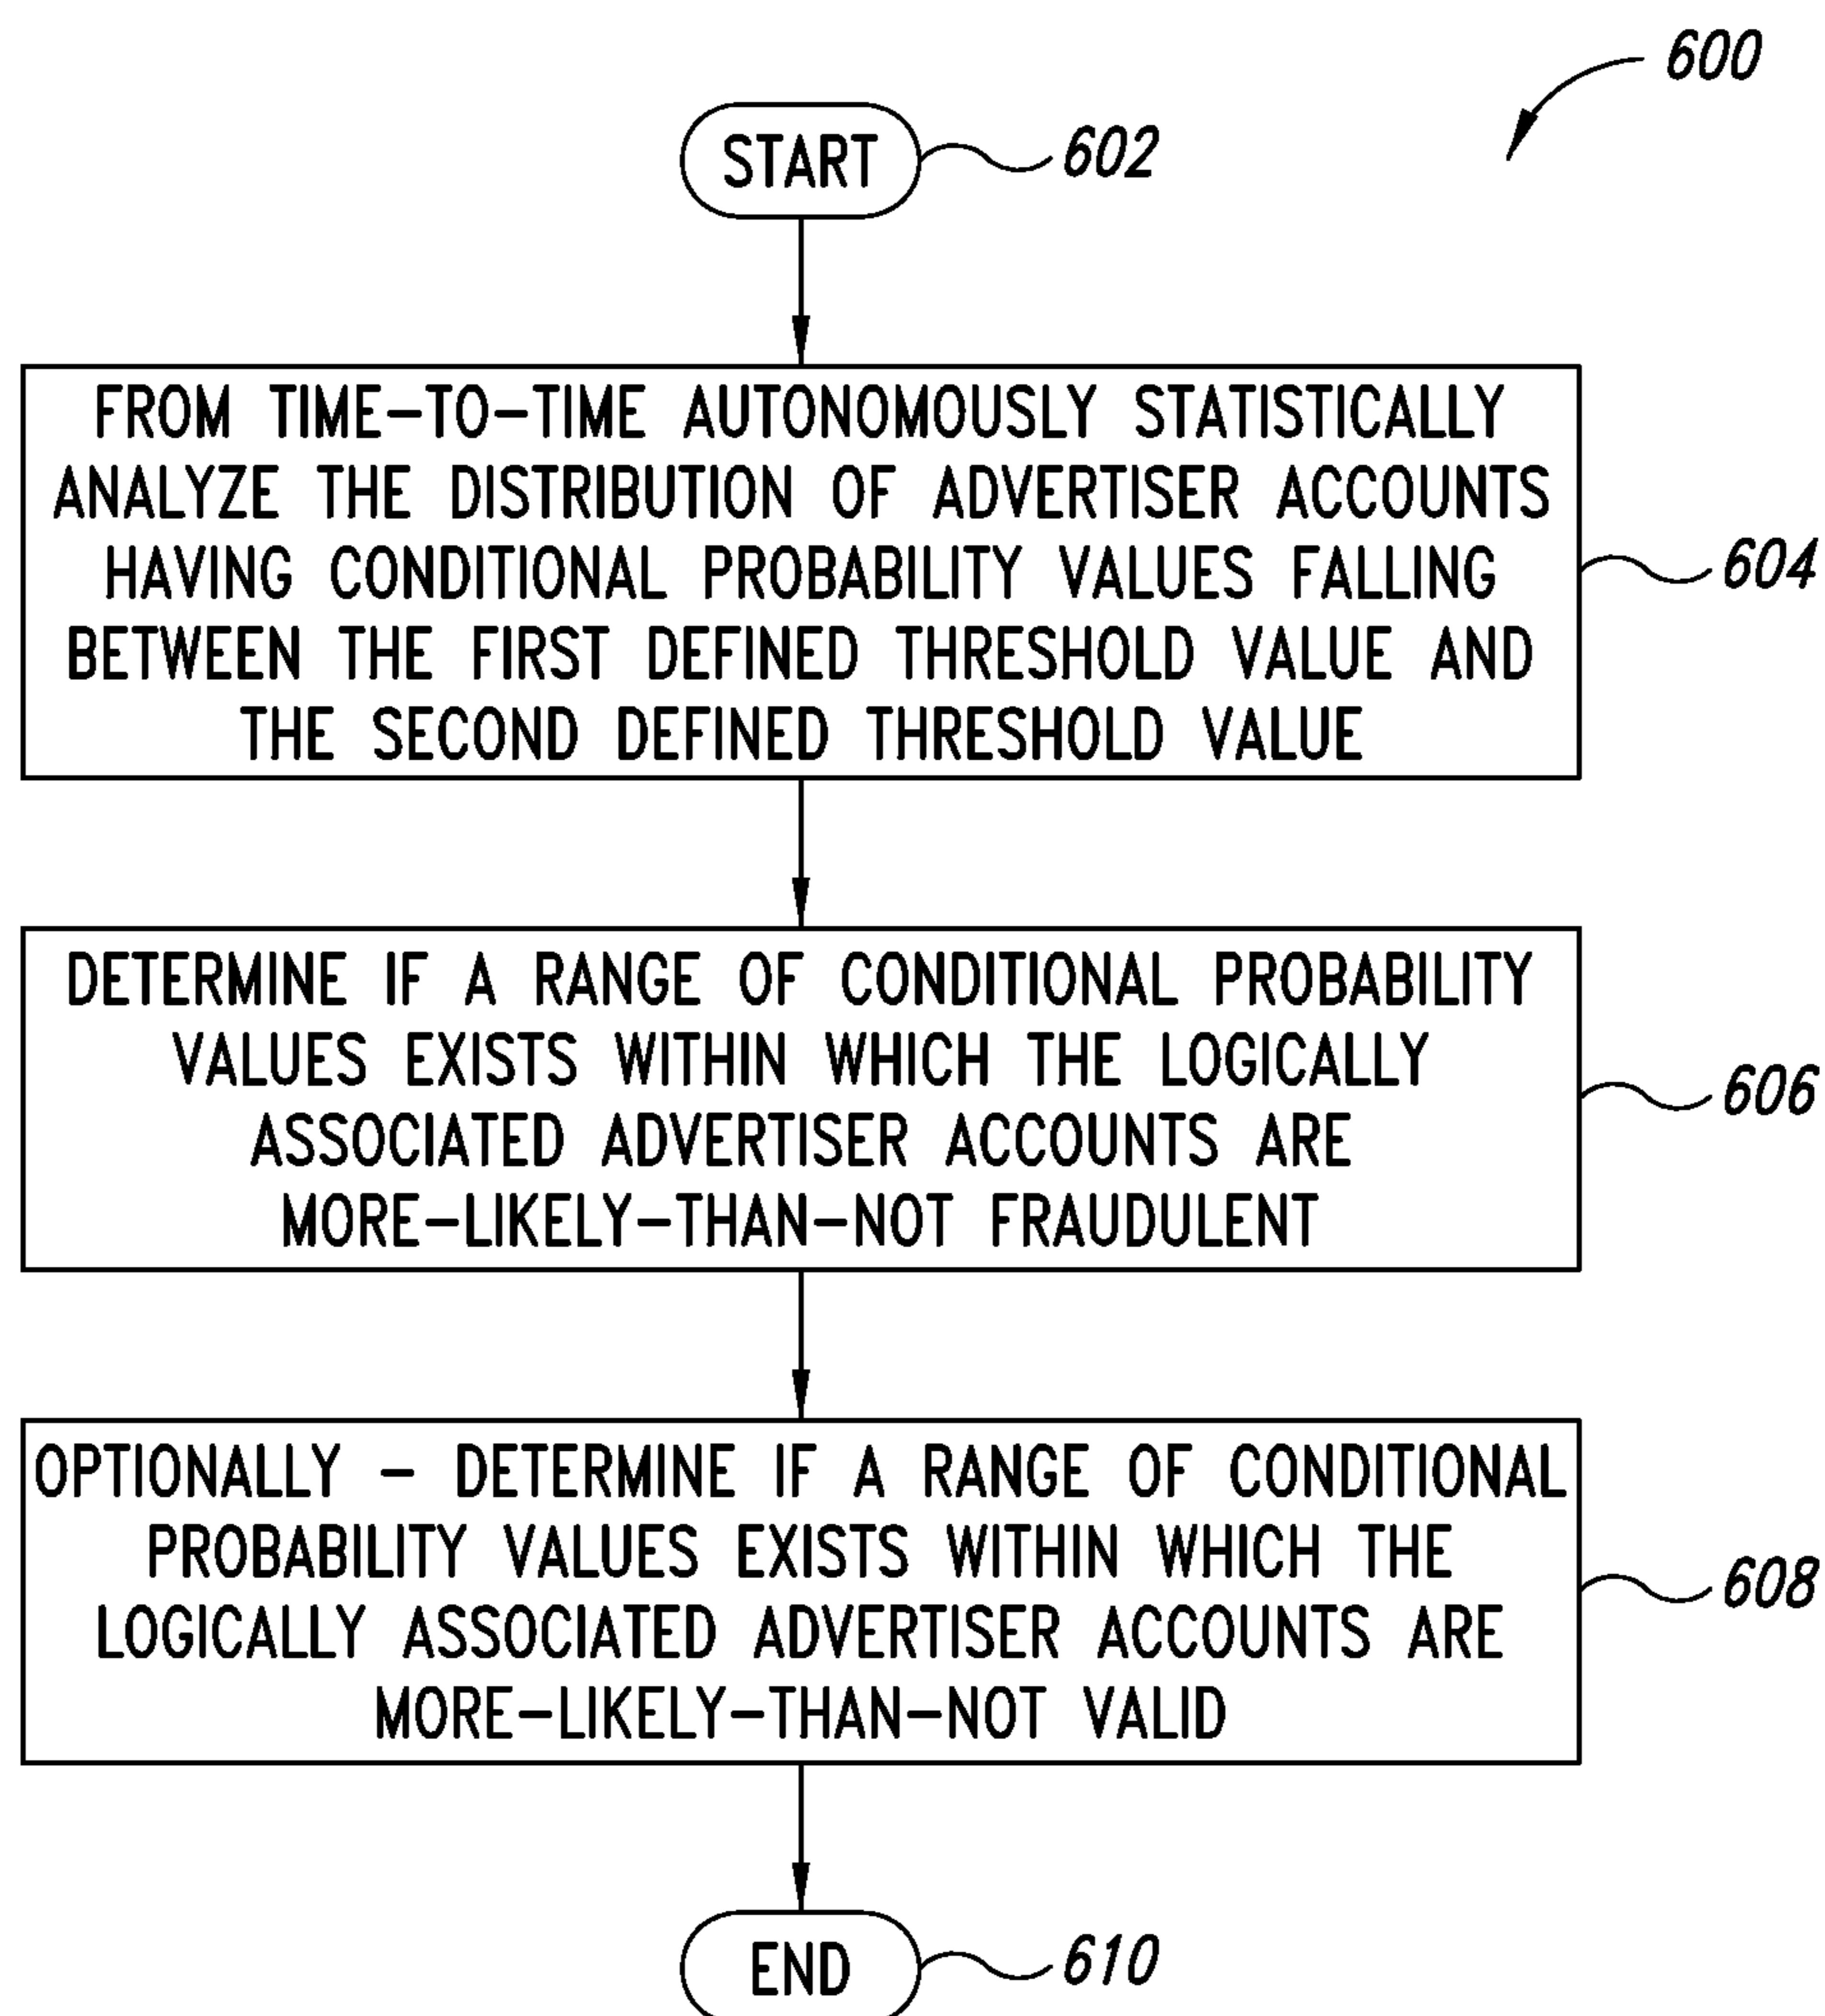 600
START
602
FROM TIME-TO-TIME AUTONOMOUSLY STATISTICALLY
ANALYZE THE DISTRIBUTION OF ADVERTISER ACCOUNTS
HAVING CONDITIONAL PROBABILITY VALUES FALLING
BETWEEN THE FIRST DEFINED THRESHOLD VALUE AND
THE SECOND DEFINED THRESHOLD VALUE
604
DETERMINE IF A RANGE OF CONDITIONAL PROBABILITY
VALUES EXISTS WITHIN WHICH THE LOGICALLY
ASSOCIATED ADVERTISER ACCOUNTS ARE
MORE-LIKELY-THAN-NOT FRAUDULENT
606
OPTIONALLY - DETERMINE IF A RANGE OF CONDITIONAL
PROBABILITY VALUES EXISTS WITHIN WHICH THE
LOGICALLY ASSOCIATED ADVERTISER ACCOUNTS ARE
MORE-LIKELY-THAN-NOT VALID
608
END
610